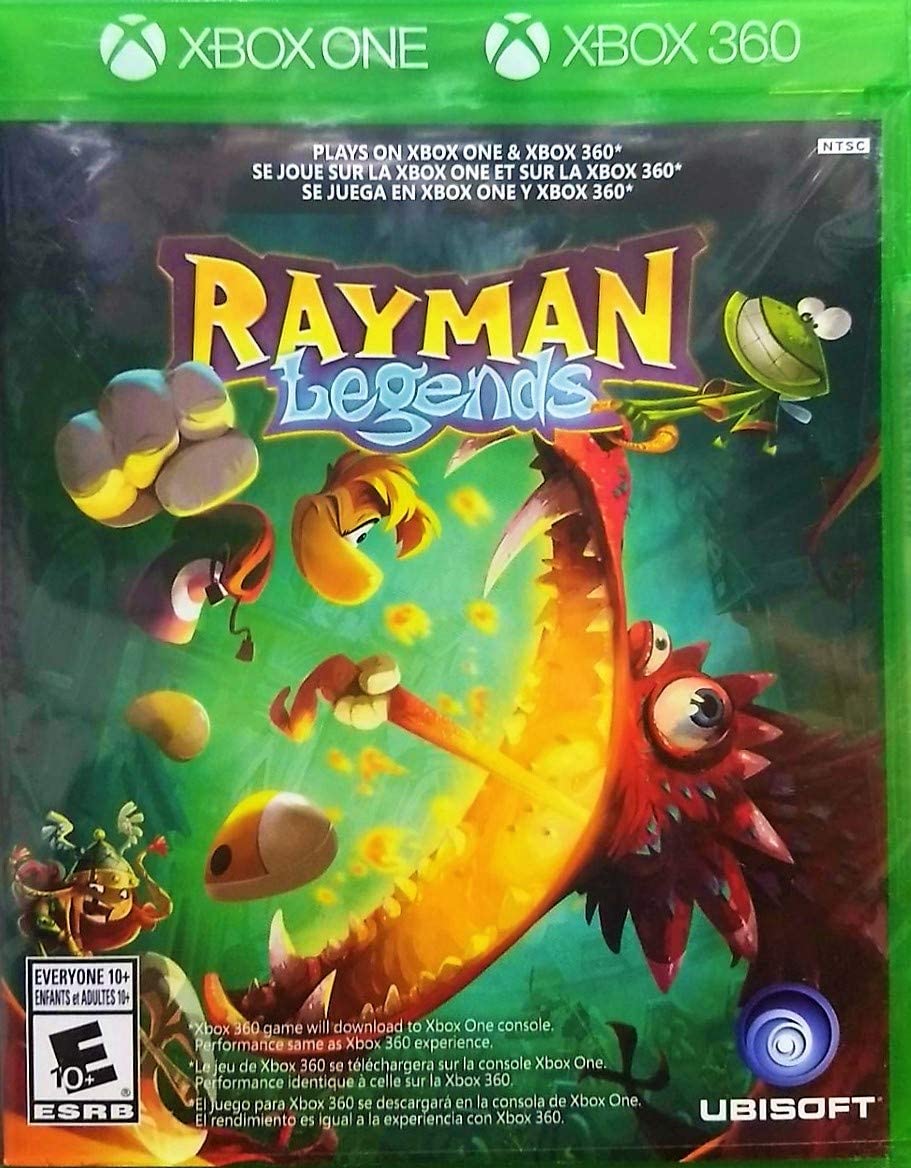 XBOX ONE XBOX 360
NTSC
PLAYS ON XBOX ONE & XBOX 360*
SE JOUE SUR LA XBOX ONE ET SUR LA XBOX 360*
SE JUEGA EN XBOX ONE Y XBOX 360*
RAYMAN
Legends
EVERYONE 10+
ENFANTS et ADULTES 10+
E
10+
®
ESRB
*Xbox 360 game will download to Xbox One console.
Performance same as Xbox 360 experience.
*Le jeu de Xbox 360 se téléchargera sur la console Xbox One.
Performance identique à celle sur la Xbox 360.
*El juego para Xbox 360 se descargará en la consola de Xbox One.
El rendimiento es igual a la experiencia con Xbox 360.
UBISOFT